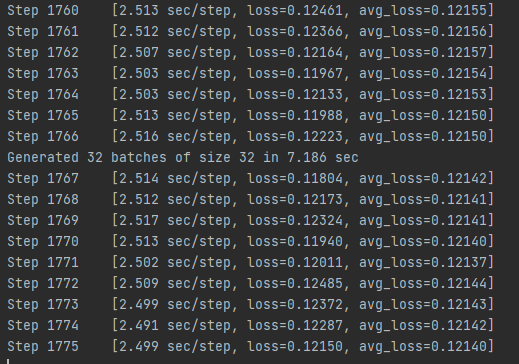 Step 1760    [2.513 sec/step, loss=0.12461, avg_loss=0.12155]
Step 1761    [2.512 sec/step, loss=0.12366, avg_loss=0.12156]
Step 1762    [2.507 sec/step, loss=0.12164, avg_loss=0.12157]
Step 1763    [2.503 sec/step, loss=0.11967, avg_loss=0.12154]
Step 1764    [2.503 sec/step, loss=0.12133, avg_loss=0.12153]
Step 1765    [2.513 sec/step, loss=0.11988, avg_loss=0.12150]
Step 1766    [2.516 sec/step, loss=0.12223, avg_loss=0.12150]
Generated 32 batches of size 32 in 7.186 sec
Step 1767    [2.514 sec/step, loss=0.11804, avg_loss=0.12142]
Step 1768    [2.512 sec/step, loss=0.12173, avg_loss=0.12141]
Step 1769    [2.517 sec/step, loss=0.12324, avg_loss=0.12141]
Step 1770    [2.513 sec/step, loss=0.11940, avg_loss=0.12140]
Step 1771    [2.502 sec/step, loss=0.12011, avg_loss=0.12137]
Step 1772    [2.509 sec/step, loss=0.12485, avg_loss=0.12144]
Step 1773    [2.499 sec/step, loss=0.12372, avg_loss=0.12143]
Step 1774    [2.491 sec/step, loss=0.12287, avg_loss=0.12142]
Step 1775    [2.499 sec/step, loss=0.12150, avg_loss=0.12140]